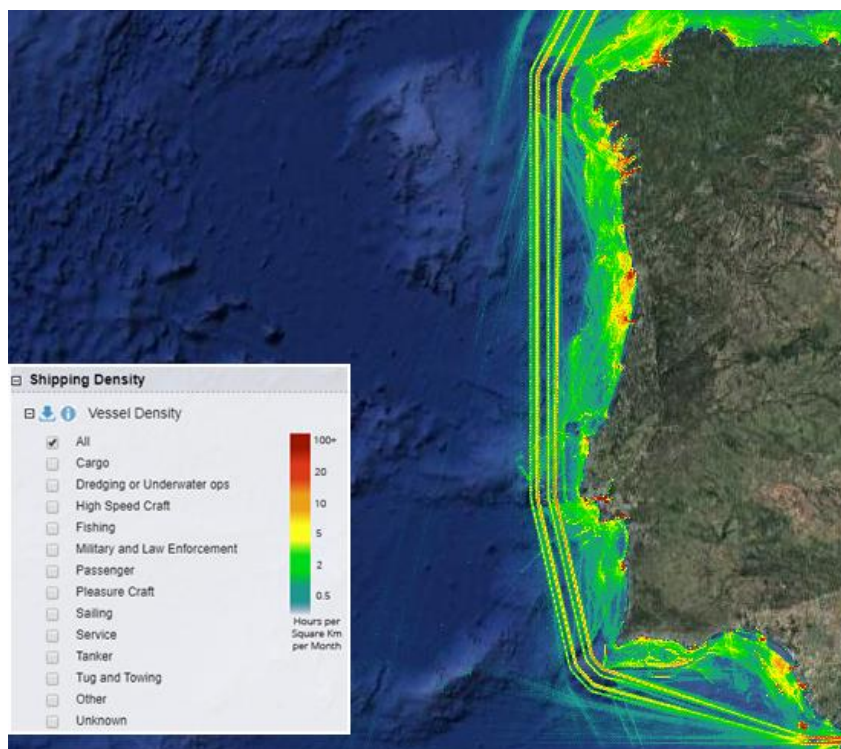 Shipping Density
Vessel Density
All
Cargo
Dredging or Underwater ops
High Speed Craft
Fishing
Military and Law Enforcement
Passenger
Pleasure Craft
Sailing
Service
Tanker
Tug and Towing
Other
Unknown
100+
20
10
5
2
0.5
Hours per
Square Km
per Month